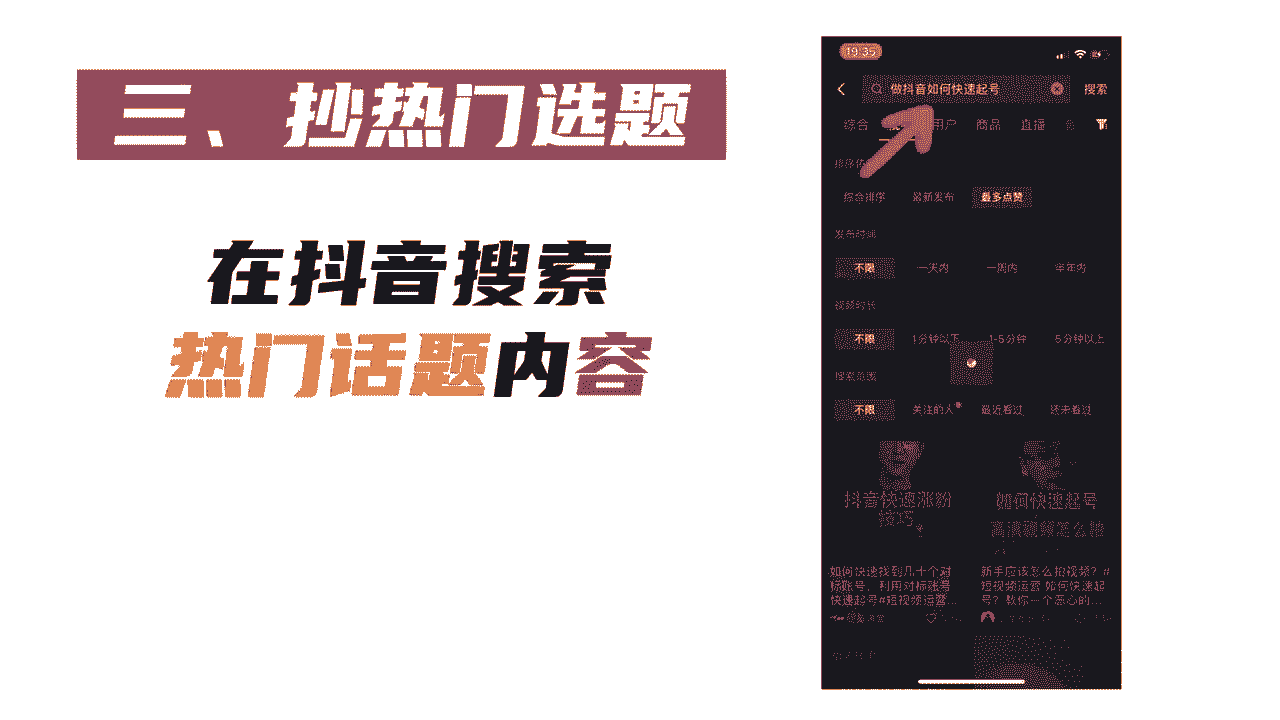 三、抄热门选题
在抖音搜索
热门话题内容
19:35
做抖音如何快速起号
搜索
综合 用户 商品 直播
综合排序 最新发布 最多点赞
发布时间
不限 一天内 一周内 半年内
视频时长
不限 1分钟以下 1-5分钟 5分钟以上
搜索范围
不限 关注的人 最近看过 还未看过
抖音快速涨粉
技巧
如何快速找到几十个对
标账号，利用对标账号
快速起号#短视频运营...
如何快速起号
高浪视频怎么拍
新手应该怎么拍视频？#
短视频运营 如何快速起
号？教你一个恶心的...